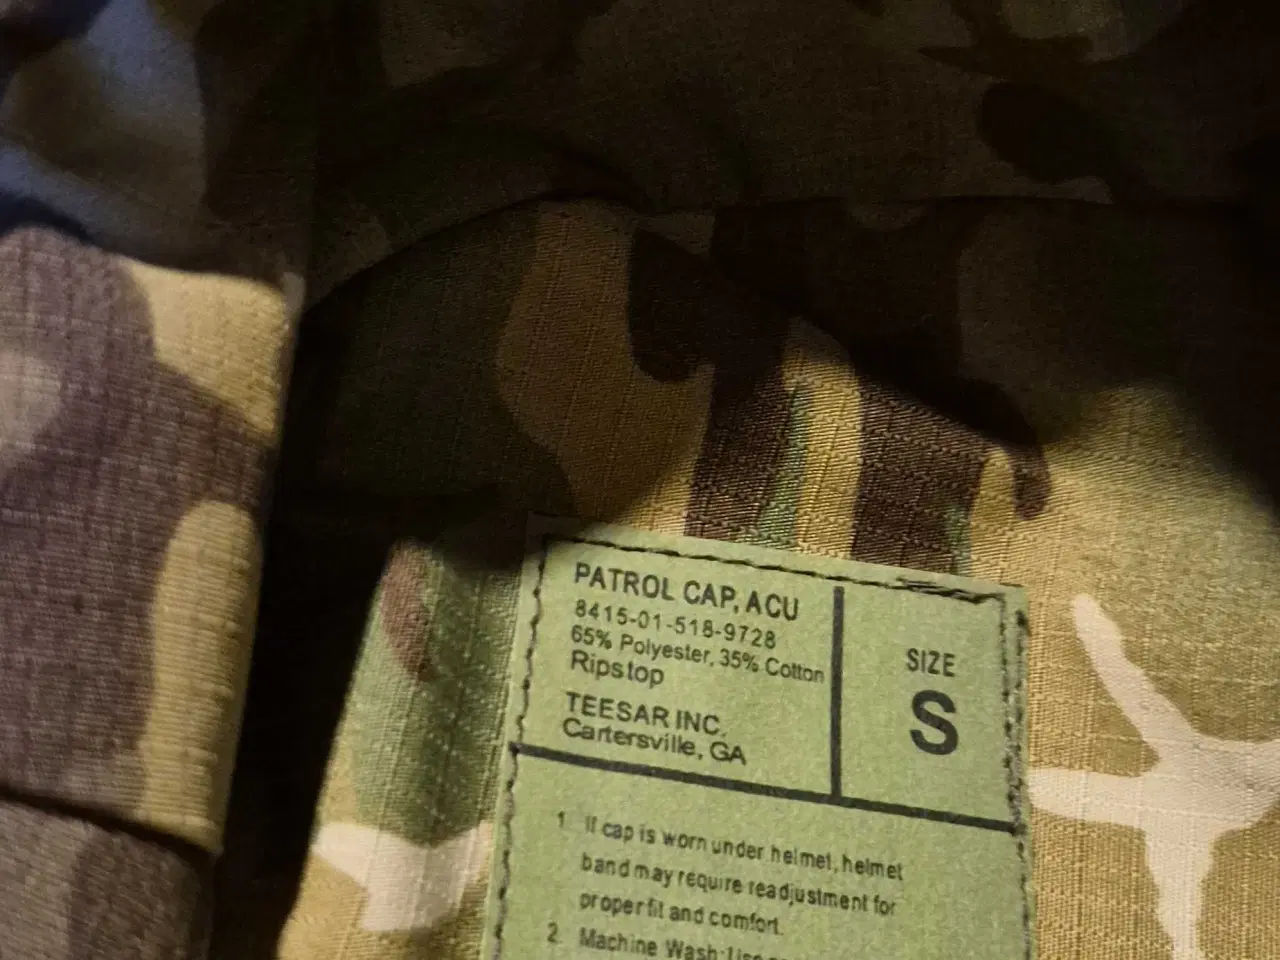 PATROL CAP, ACU
8415-01-518-9728
65% Polyester, 35% Cotton
Ripstop
TEESAR INC.
Cartersville, GA
SIZE
S
1. If cap is worn under helmet, helmet
band may require readjustment for
proper fit and comfort.
2. Machine Wash: Use